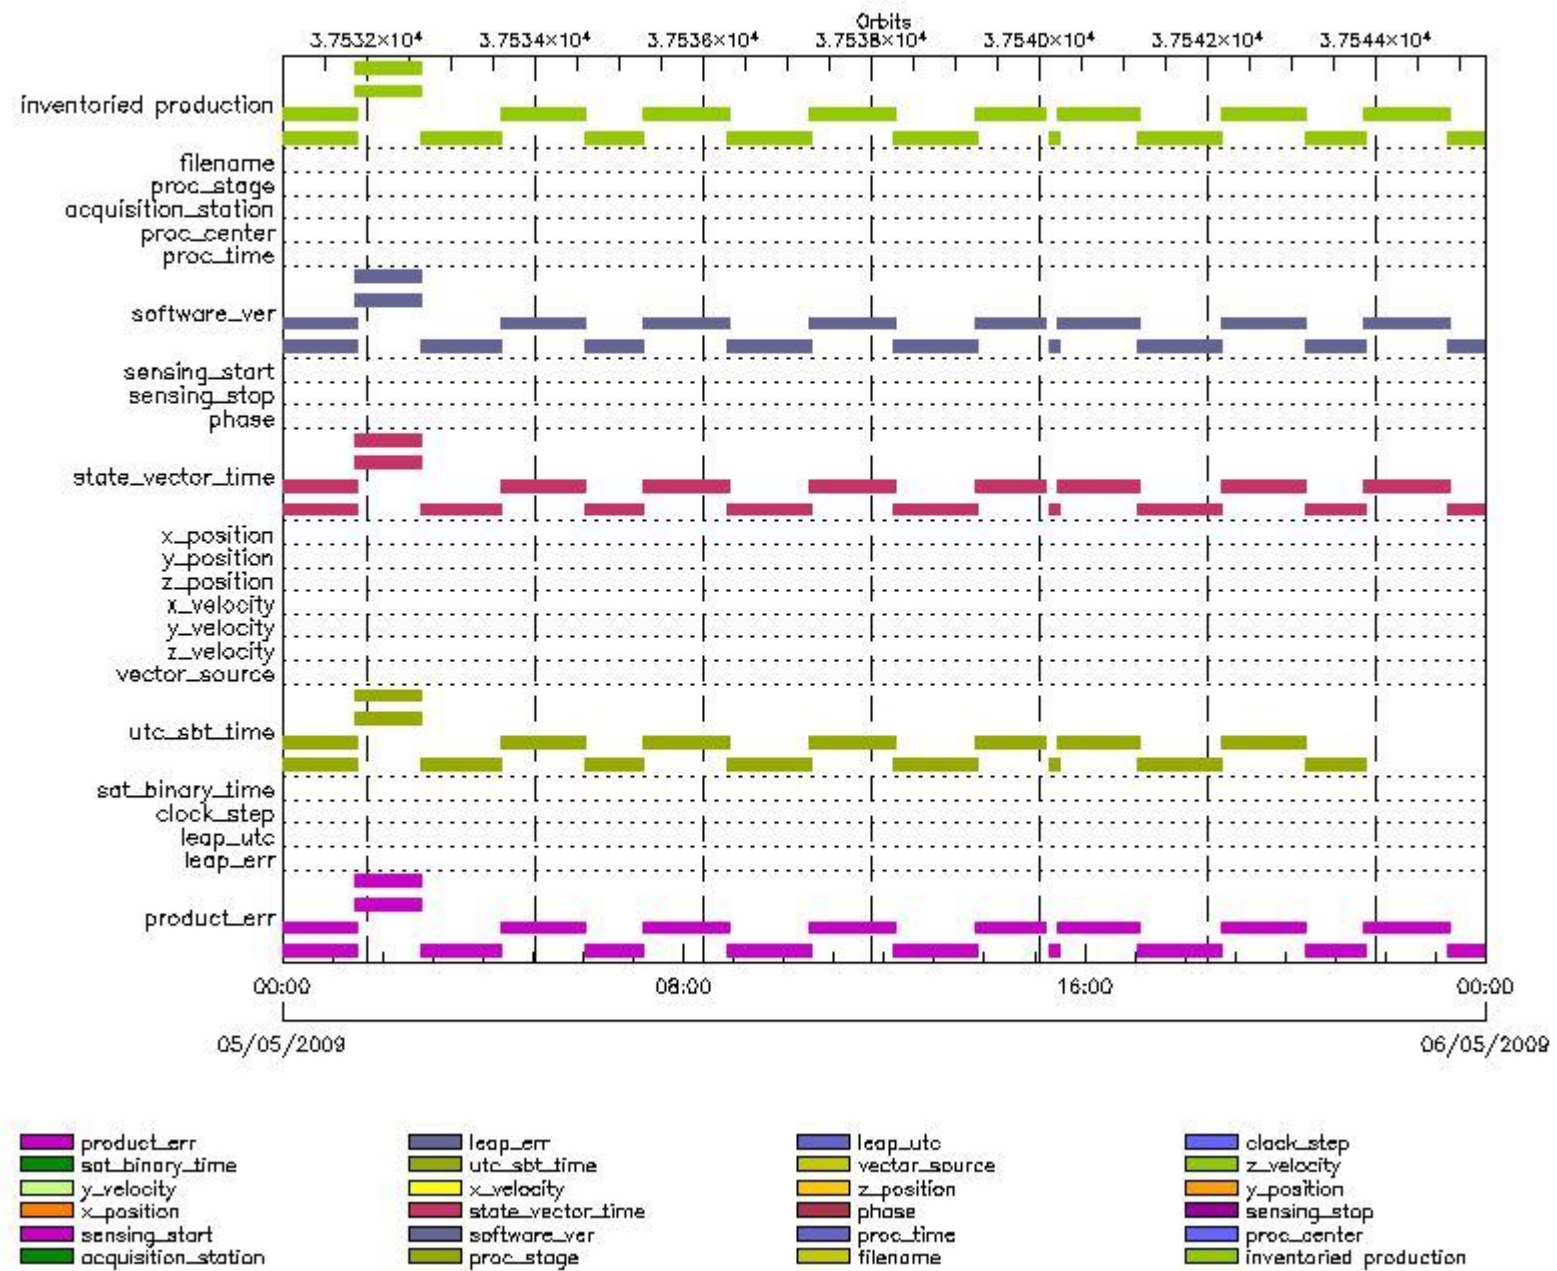 Orbits
3.7532×10⁴ 3.7534×10⁴ 3.7536×10⁴ 3.7538×10⁴ 3.7540×10⁴ 3.7542×10⁴ 3.7544×10⁴
inventoried production
filename
proc_stage
acquisition_station
proc_center
proc_time
software_ver
sensing_start
sensing_stop
phase
state_vector_time
x_position
y_position
z_position
x_velocity
y_velocity
z_velocity
vector_source
utc_sbt_time
sat_binary_time
clock_step
leap_utc
leap_err
product_err
00:00 08:00 16:00 00:00
05/05/2009 06/05/2009
product_err leap_err leap_utc clock_step
sat_binary_time utc_sbt_time vector_source z_velocity
y_velocity x_velocity z_position y_position
x_position state_vector_time phase sensing_stop
sensing_start software_ver proc_time proc_center
acquisition_station proc_stage filename inventoried production